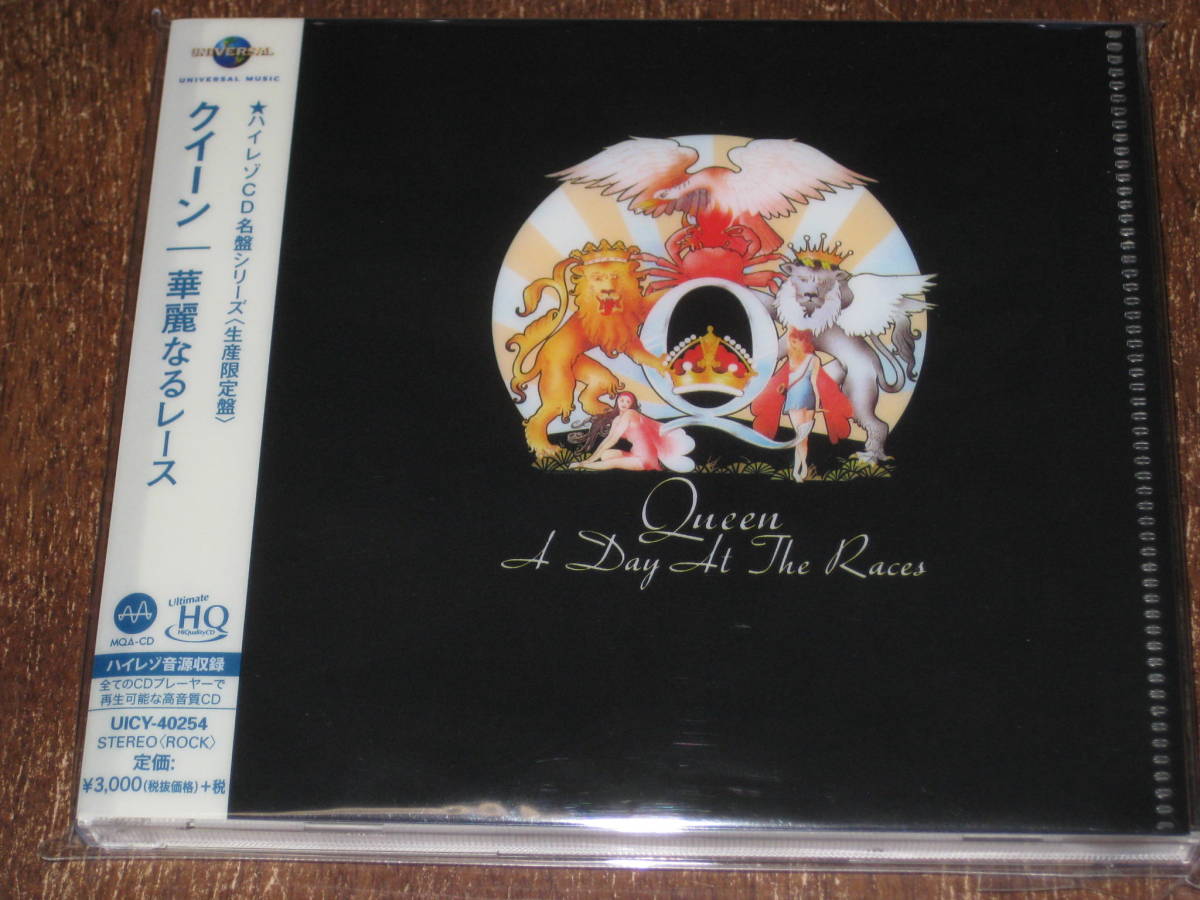 UNIVERSAL
UNIVERSAL MUSIC
★ハイレゾCD名盤シリーズ〈生産限定盤〉
クイーン｜華麗なるレース
MQA-CD
Ultimate
HQ
HiQualityCD
ハイレゾ音源収録
全てのCDプレーヤーで
再生可能な高音質CD
UICY-40254
STEREO〈ROCK〉
定価:
¥3,000(税抜価格)+税
Q
Queen
A Day At The Races